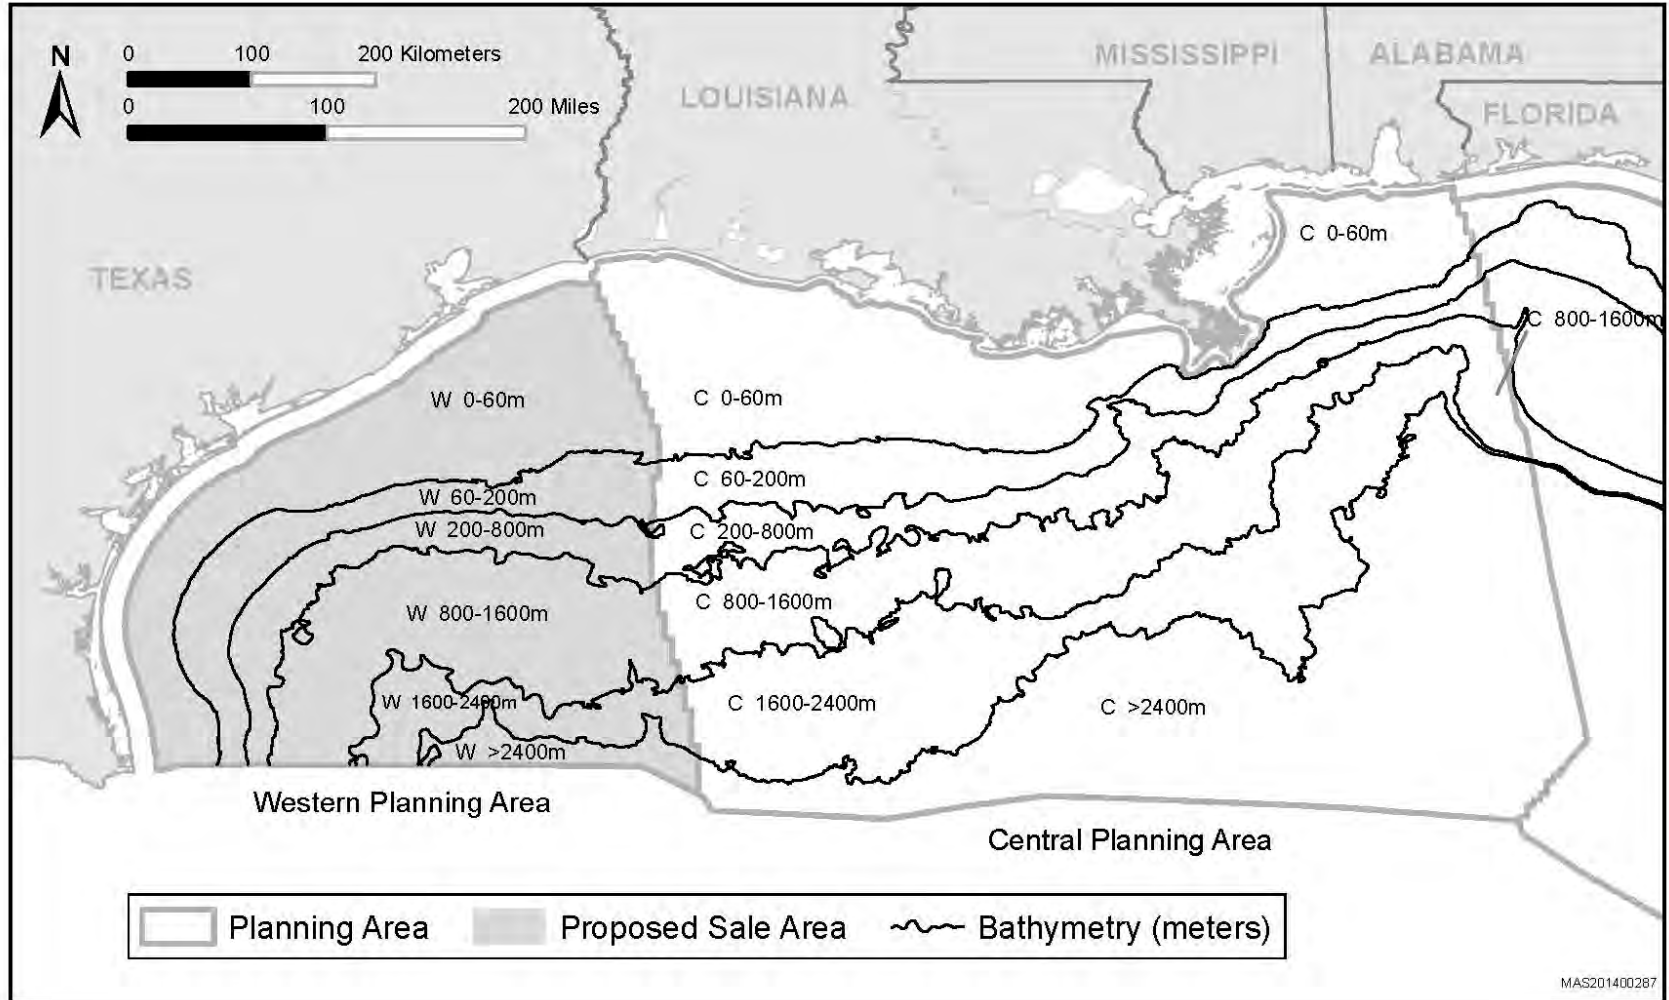 N
0 100 200 Kilometers
0 100 200 Miles
MISSISSIPPI
ALABAMA
LOUISIANA
FLORIDA
TEXAS
C 0-60m
C 800-1600m
W 0-60m
C 0-60m
C 60-200m
W 60-200m
W 200-800m
C 200-800m
C 800-1600m
W 800-1600m
W 1600-2400m
C 1600-2400m
C >2400m
W >2400m
Western Planning Area
Central Planning Area
Planning Area
Proposed Sale Area
Bathymetry (meters)
MAS201400287